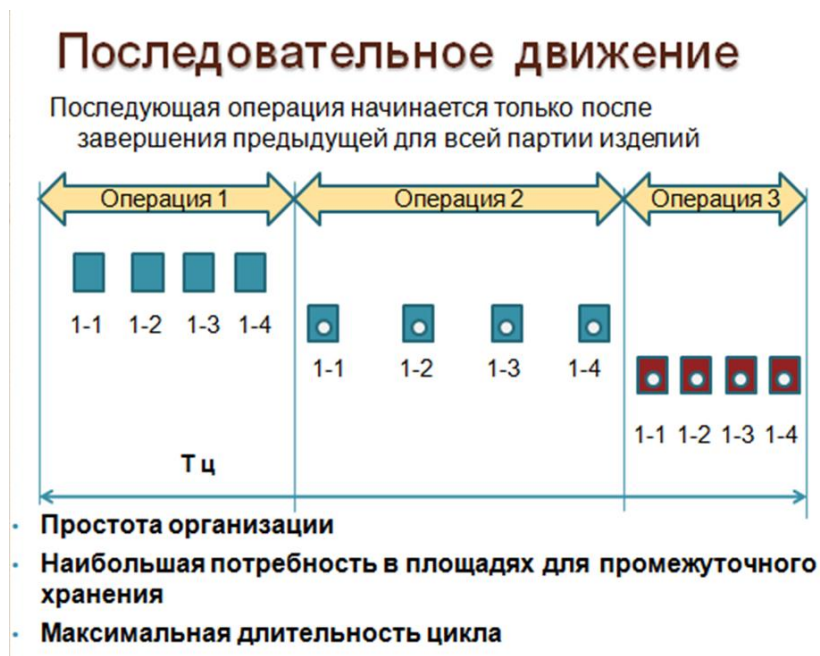 Последовательное движение
Последующая операция начинается только после
завершения предыдущей для всей партии изделий
Операция 1 Операция 2 Операция 3
1-1 1-2 1-3 1-4
1-1 1-2 1-3 1-4
1-1 1-2 1-3 1-4
Т ц
• Простота организации
• Наибольшая потребность в площадях для промежуточного
хранения
• Максимальная длительность цикла